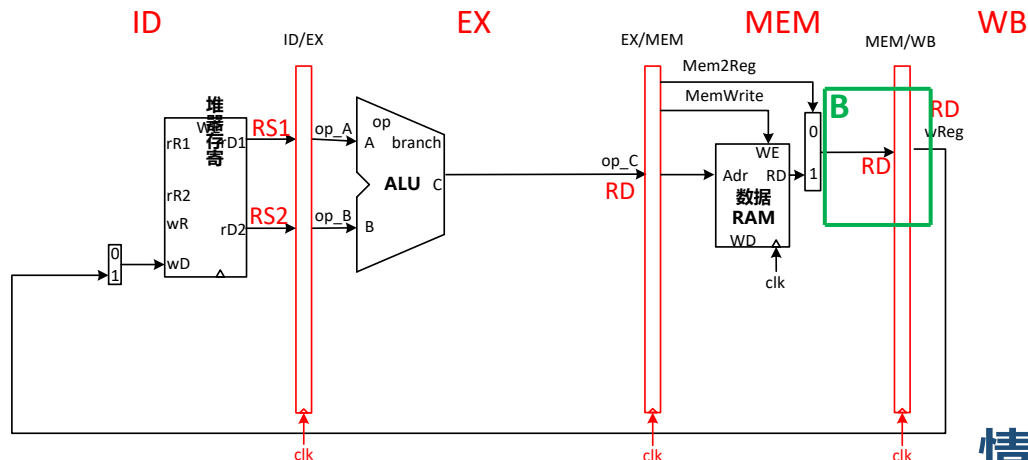 ID
EX
MEM
WB
ID/EX
EX/MEM
MEM/WB
Mem2Reg
MemWrite
堆
器
存
寄
W
rR1
rD1
rR2
wR
rD2
wD
RS1
RS2
op_A
op_B
op
A
branch
ALU
C
B
op_C
RD
WE
Adr
RD
数据
RAM
WD
clk
0
1
B
RD
RD
wReg
0
1
clk
clk
clk
情